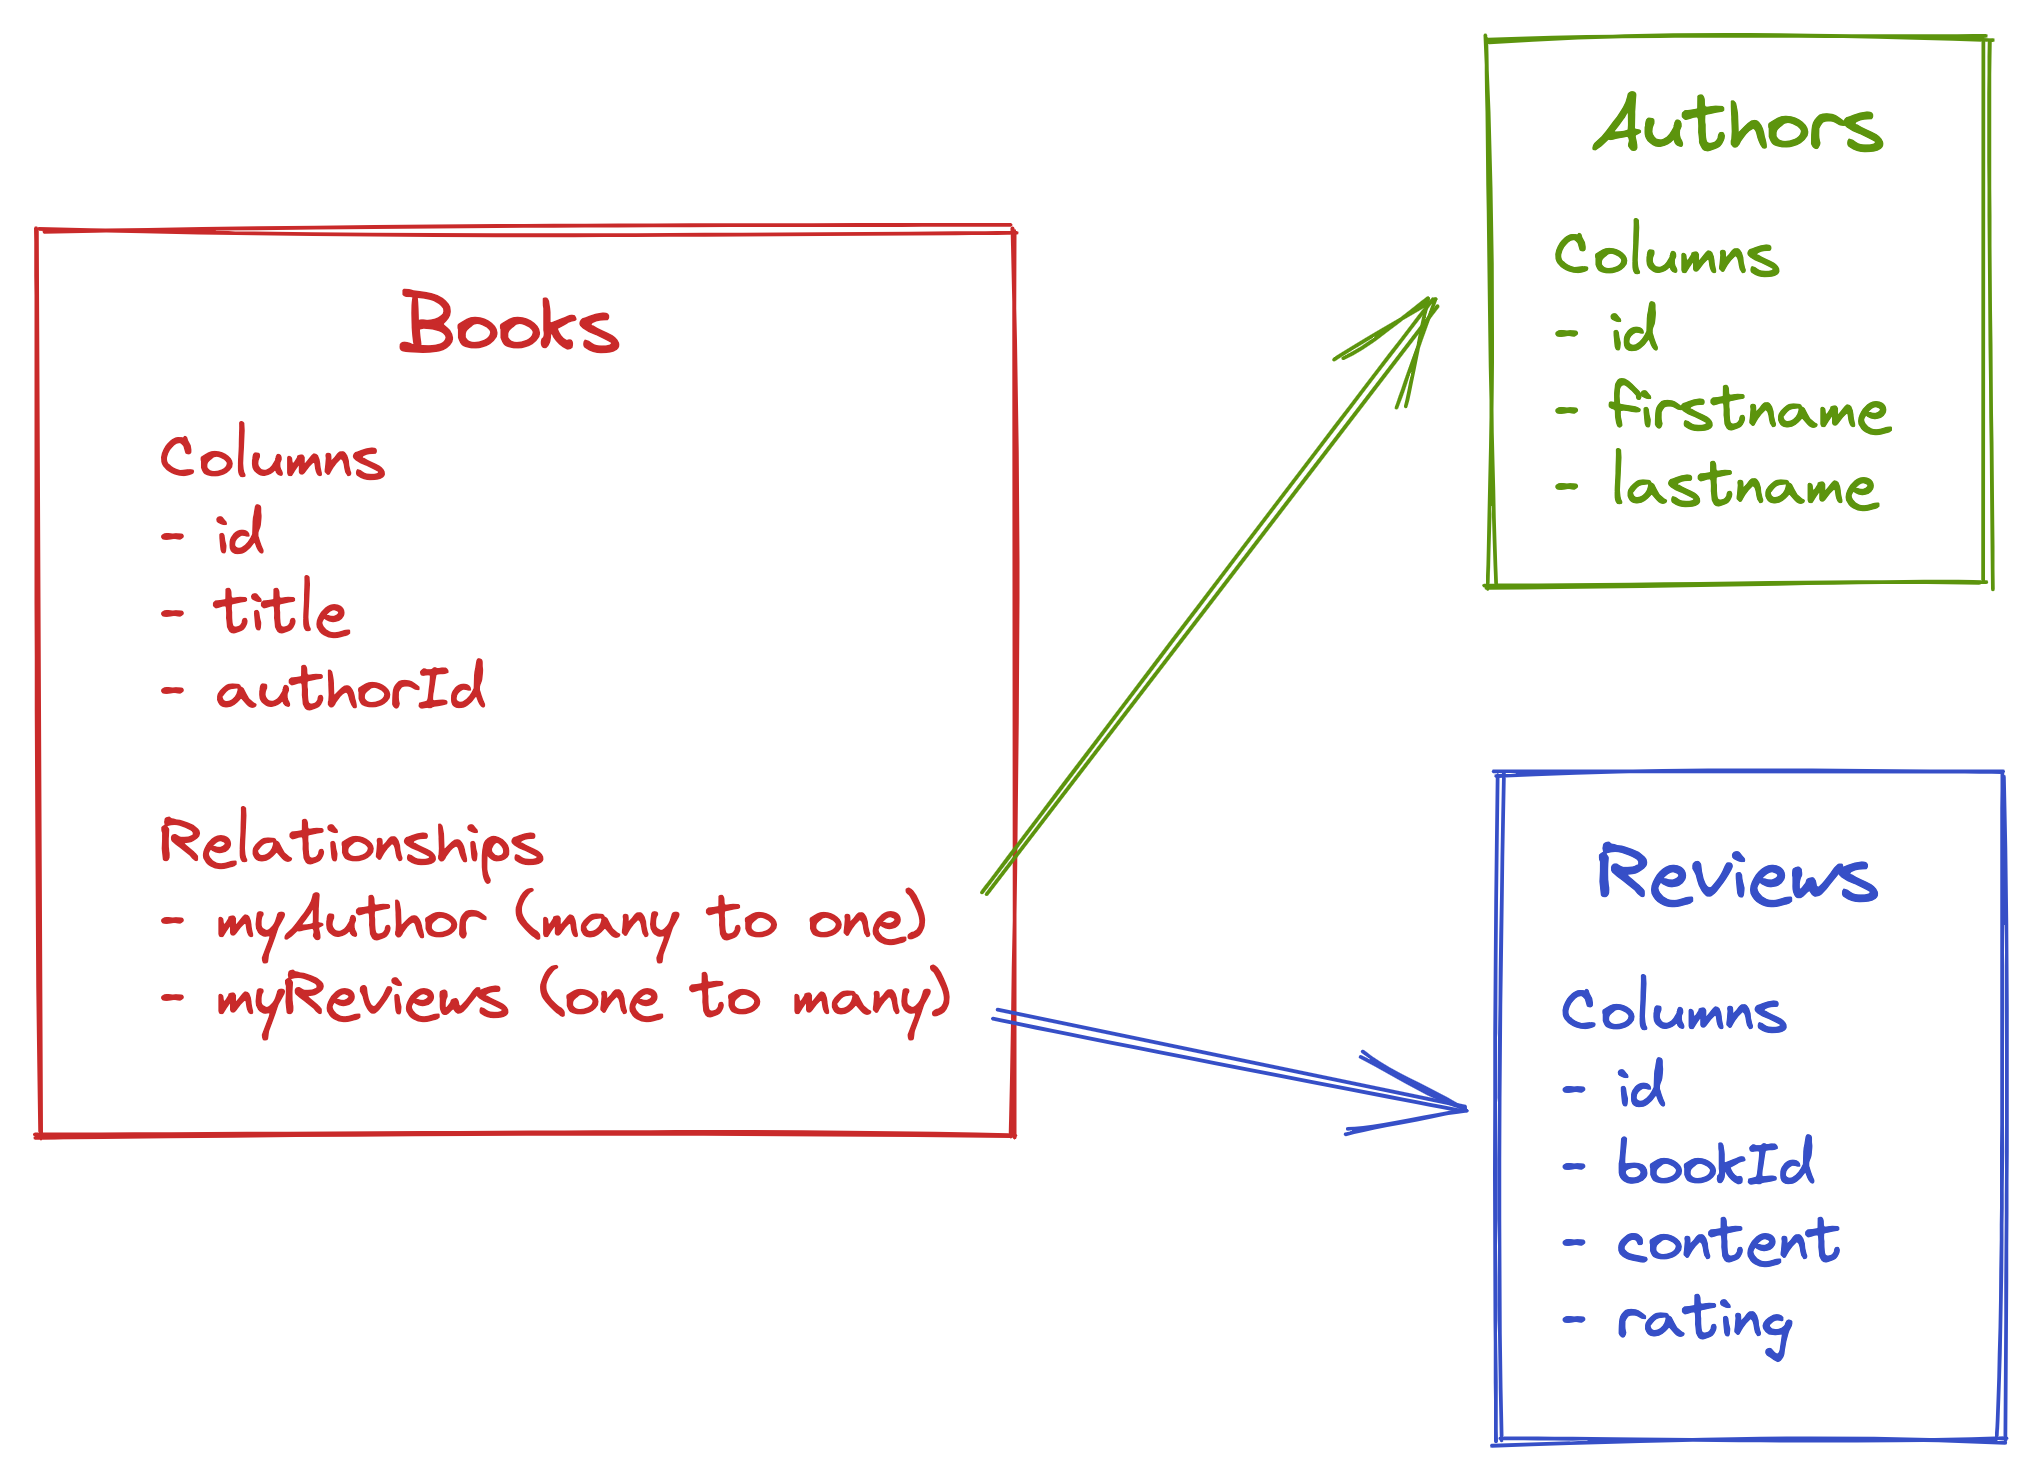 Books
Columns
- id
- title
- authorId
Relationships
- myAuthor (many to one)
- myReviews (one to many)
Authors
Columns
- id
- firstname
- lastname
Reviews
Columns
- id
- bookId
- content
- rating